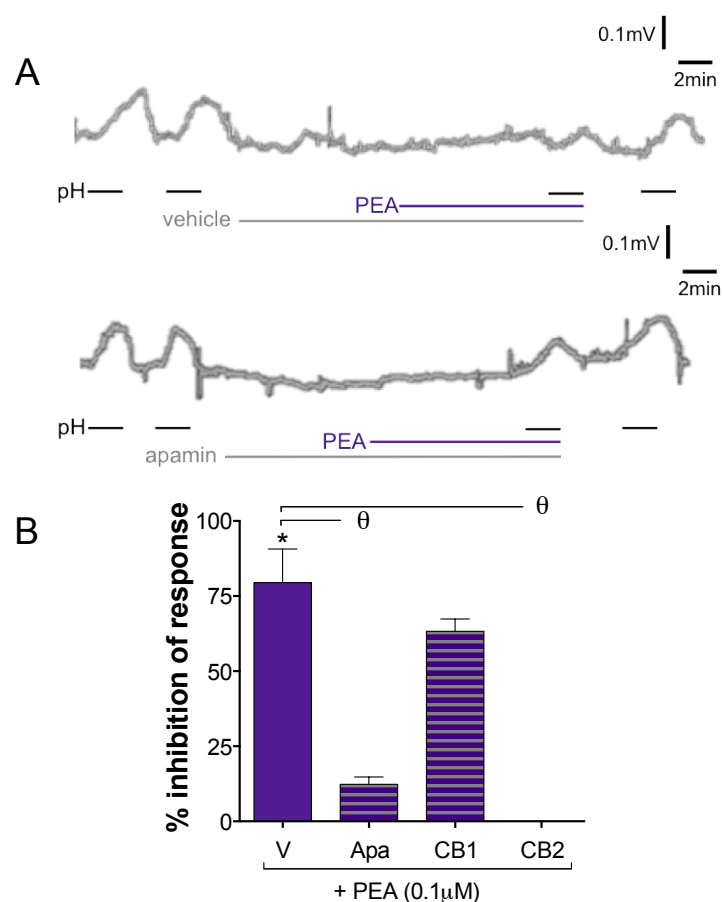 A
0.1mV
2min
pH
PEA
vehicle
0.1mV
2min
pH
PEA
apamin
B
% inhibition of response
100
75
50
25
0
*
θ
θ
V Apa CB1 CB2
+ PEA (0.1μM)